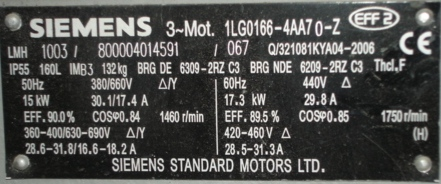 SIEMENS 3~Mot. 1LG0166-4AA70-Z EFF 2
LMH 1003 / 800004014591 / 067 Q/321081KYA04-2006 CE
IP55 160L IMB3 132kg BRG DE 6309-2RZ C3 BRG NDE 6209-2RZ C3 Thcl.F
50Hz 380/660V Δ/Y 60Hz 440V Δ
15 kW 30.1/17.4 A 17.3 kW 29.8 A
EFF. 90.0% COSφ0.84 1460 r/min EFF. 89.5% COSφ0.85 1750 r/min
360-400/630-690V Δ/Y 420-460 V Δ (H)
28.6-31.8/16.6-18.2 A 28.5-31.3A
SIEMENS STANDARD MOTORS LTD.